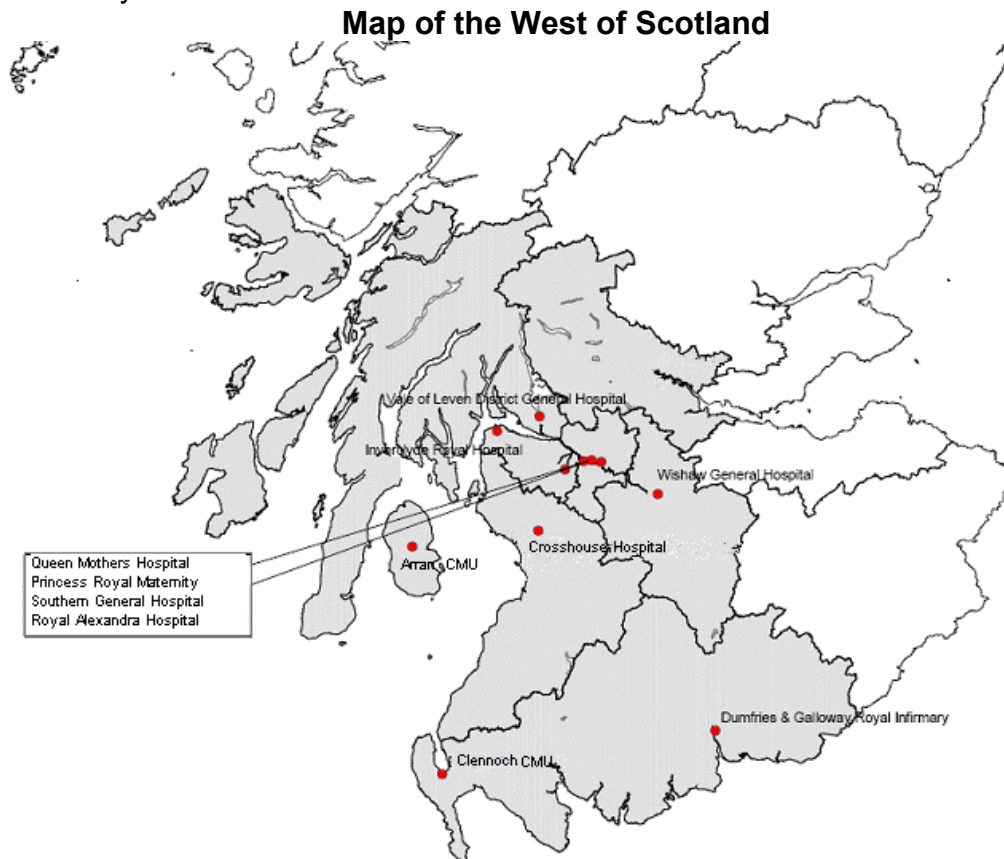 Map of the West of Scotland
Vale of Leven District General Hospital
Inverclyde Royal Hospital
Wishaw General Hospital
Crosshouse Hospital
Arran CMU
Queen Mothers Hospital
Princess Royal Maternity
Southern General Hospital
Royal Alexandra Hospital
Dumfries & Galloway Royal Infirmary
Clennoch CMU